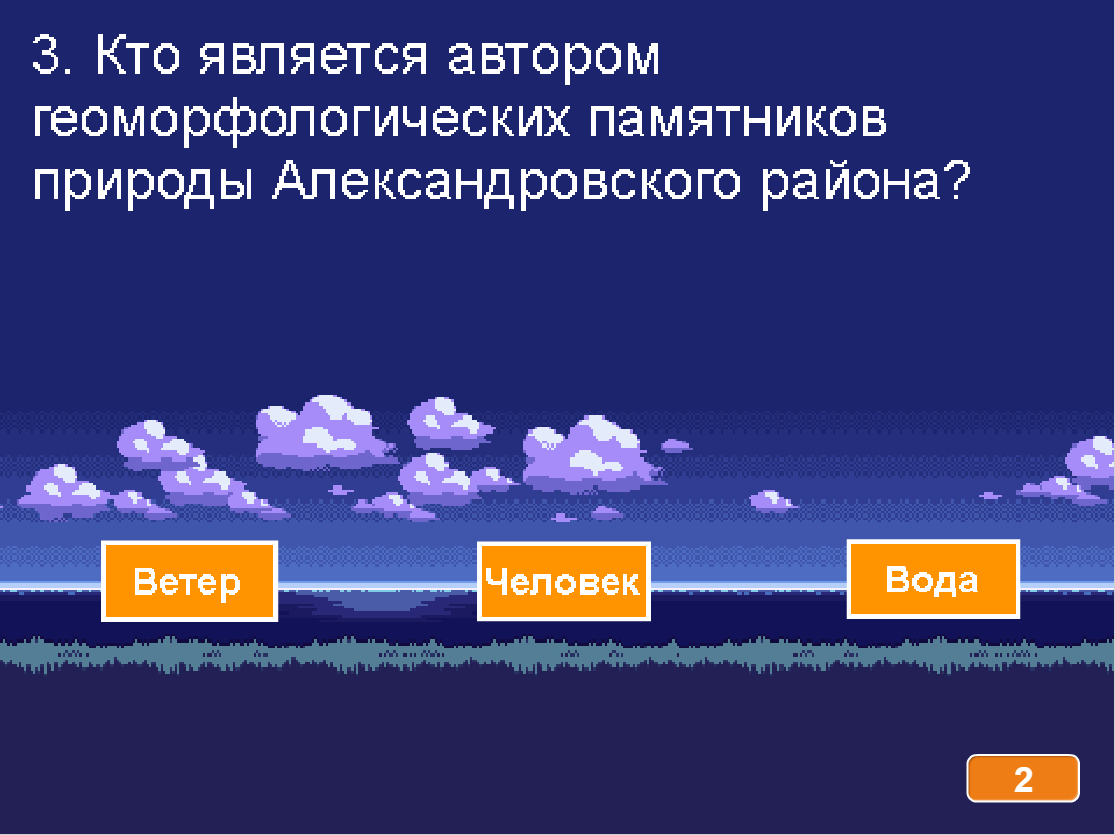 3. Кто является автором
геоморфологических памятников
природы Александровского района?
Ветер
Человек
Вода
2